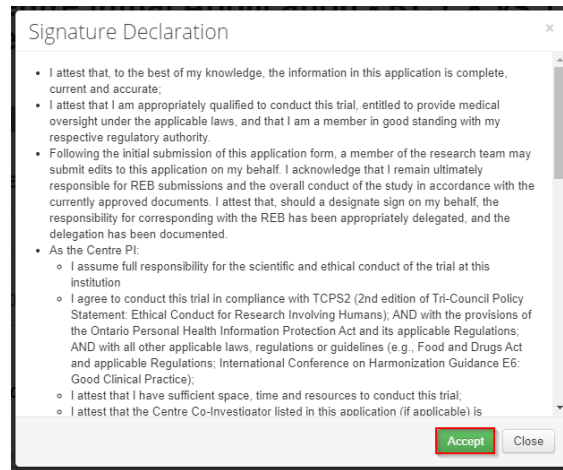 Signature Declaration
×
• I attest that, to the best of my knowledge, the information in this application is complete,
current and accurate;
• I attest that I am appropriately qualified to conduct this trial, entitled to provide medical
oversight under the applicable laws, and that I am a member in good standing with my
respective regulatory authority.
• Following the initial submission of this application form, a member of the research team may
submit edits to this application on my behalf. I acknowledge that I remain ultimately
responsible for REB submissions and the overall conduct of the study in accordance with the
currently approved documents. I attest that, should a designate sign on my behalf, the
responsibility for corresponding with the REB has been appropriately delegated, and the
delegation has been documented.
• As the Centre PI:
○ I assume full responsibility for the scientific and ethical conduct of the trial at this
institution
○ I agree to conduct this trial in compliance with TCPS2 (2nd edition of Tri-Council Policy
Statement: Ethical Conduct for Research Involving Humans); AND with the provisions of
the Ontario Personal Health Information Protection Act and its applicable Regulations;
AND with all other applicable laws, regulations or guidelines (e.g., Food and Drugs Act
and applicable Regulations; International Conference on Harmonization Guidance E6:
Good Clinical Practice);
○ I attest that I have sufficient space, time and resources to conduct this trial;
○ I attest that the Centre Co-Investigator listed in this application (if applicable) is
Accept
Close